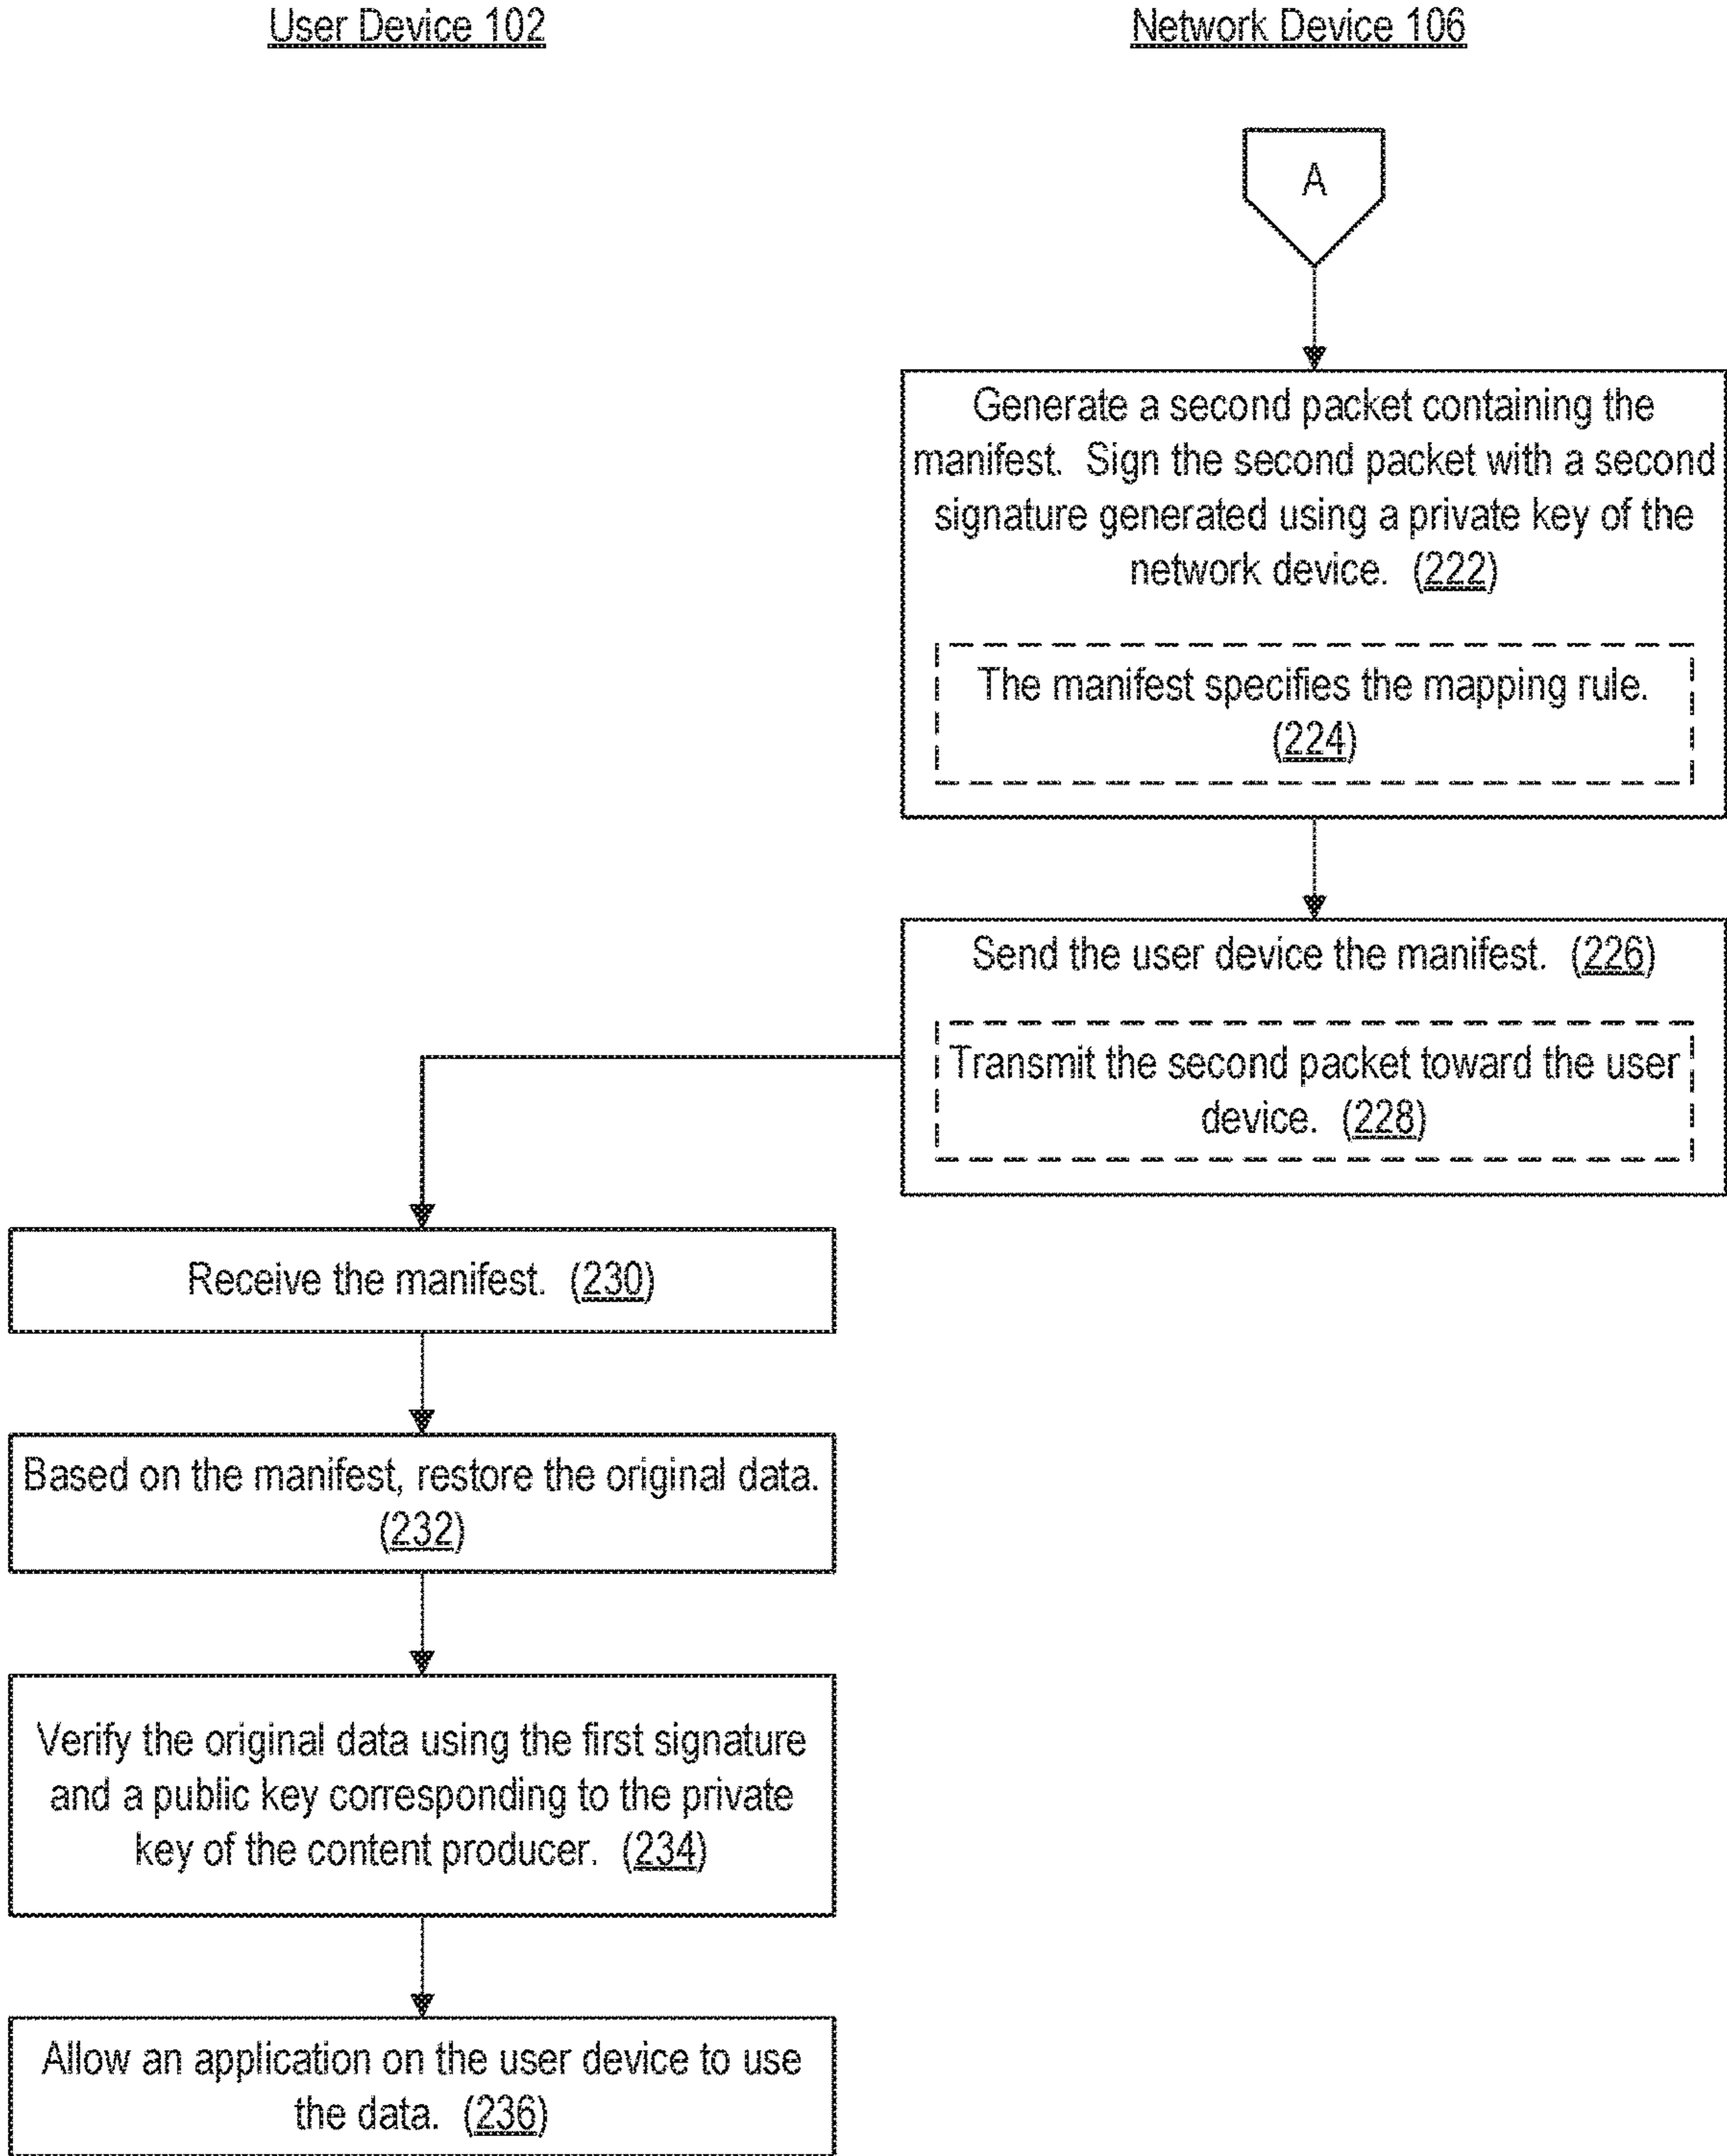 User Device 102
Network Device 106
A
Generate a second packet containing the
manifest. Sign the second packet with a second
signature generated using a private key of the
network device. (222)
The manifest specifies the mapping rule.
(224)
Send the user device the manifest. (226)
Transmit the second packet toward the user
device. (228)
Receive the manifest. (230)
Based on the manifest, restore the original data.
(232)
Verify the original data using the first signature
and a public key corresponding to the private
key of the content producer. (234)
Allow an application on the user device to use
the data. (236)